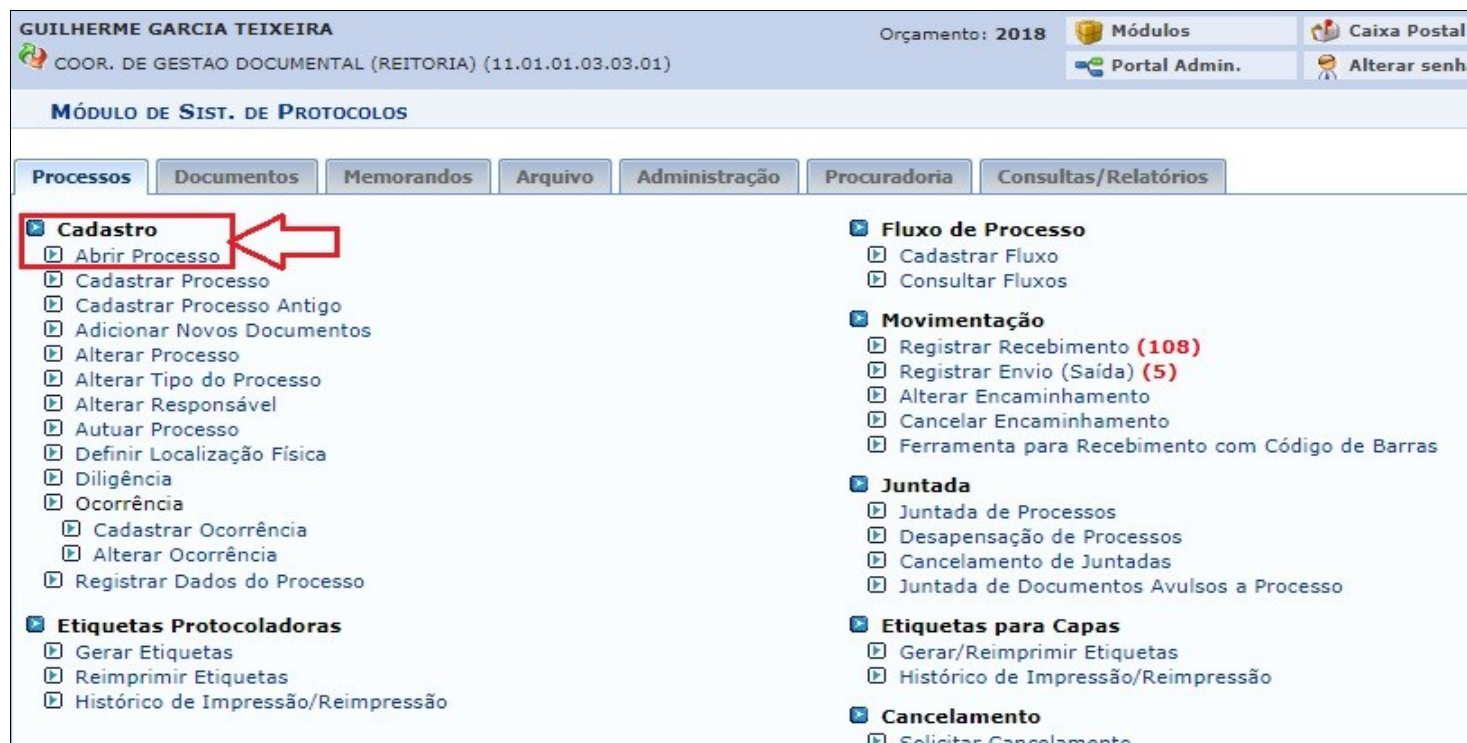 GUILHERME GARCIA TEIXEIRA
Orçamento: 2018
Módulos
Caixa Postal
COOR. DE GESTAO DOCUMENTAL (REITORIA) (11.01.01.03.03.01)
Portal Admin.
Alterar senh
MÓDULO DE SIST. DE PROTOCOLOS
Processos
Documentos
Memorandos
Arquivo
Administração
Procuradoria
Consultas/Relatórios
Cadastro
Abrir Processo
Cadastrar Processo
Cadastrar Processo Antigo
Adicionar Novos Documentos
Alterar Processo
Alterar Tipo do Processo
Alterar Responsável
Autuar Processo
Definir Localização Física
Diligência
Ocorrência
Cadastrar Ocorrência
Alterar Ocorrência
Registrar Dados do Processo
Etiquetas Protocoladoras
Gerar Etiquetas
Reimprimir Etiquetas
Histórico de Impressão/Reimpressão
Fluxo de Processo
Cadastrar Fluxo
Consultar Fluxos
Movimentação
Registrar Recebimento (108)
Registrar Envio (Saída) (5)
Alterar Encaminhamento
Cancelar Encaminhamento
Ferramenta para Recebimento com Código de Barras
Juntada
Juntada de Processos
Desapensação de Processos
Cancelamento de Juntadas
Juntada de Documentos Avulsos a Processo
Etiquetas para Capas
Gerar/Reimprimir Etiquetas
Histórico de Impressão/Reimpressão
Cancelamento
Solicitar Cancelamento